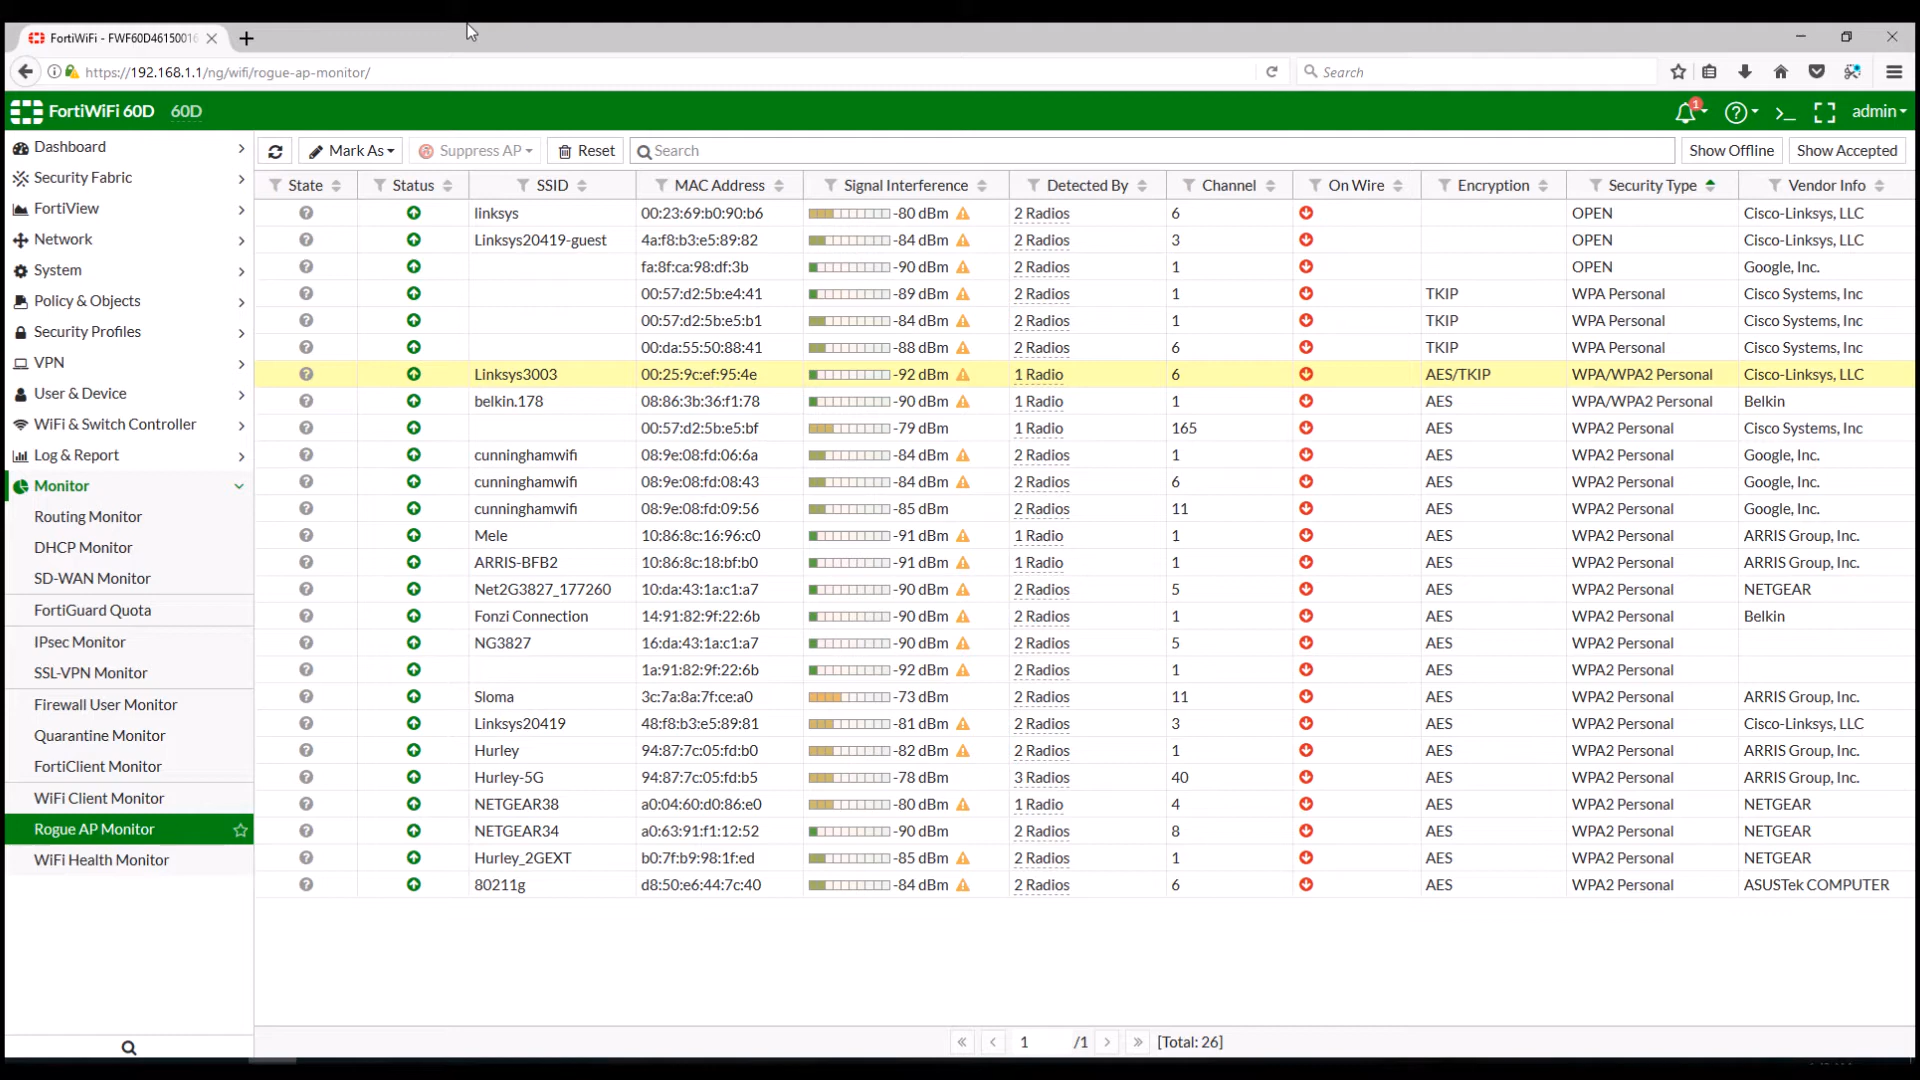 FortiWiFi - FWF60D46150016
https://192.168.1.1/ng/wifi/rogue-ap-monitor/
Search
FortiWiFi 60D 60D
1
admin
Dashboard
Security Fabric
FortiView
Network
System
Policy & Objects
Security Profiles
VPN
User & Device
WiFi & Switch Controller
Log & Report
Monitor
Routing Monitor
DHCP Monitor
SD-WAN Monitor
FortiGuard Quota
IPsec Monitor
SSL-VPN Monitor
Firewall User Monitor
Quarantine Monitor
FortiClient Monitor
WiFi Client Monitor
Rogue AP Monitor
WiFi Health Monitor
Mark As Suppress AP Reset Search Show Offline Show Accepted
State Status SSID MAC Address Signal Interference Detected By Channel On Wire Encryption Security Type Vendor Info
linksys 00:23:69:b0:90:b6 -80 dBm 2 Radios 6 OPEN Cisco-Linksys, LLC
Linksys20419-guest 4a:f8:b3:e5:89:82 -84 dBm 2 Radios 3 OPEN Cisco-Linksys, LLC
fa:8f:ca:98:df:3b -90 dBm 2 Radios 1 OPEN Google, Inc.
00:57:d2:5b:e4:41 -89 dBm 2 Radios 1 TKIP WPA Personal Cisco Systems, Inc
00:57:d2:5b:e5:b1 -84 dBm 2 Radios 1 TKIP WPA Personal Cisco Systems, Inc
00:da:55:50:88:41 -88 dBm 2 Radios 6 TKIP WPA Personal Cisco Systems, Inc
Linksys3003 00:25:9c:ef:95:4e -92 dBm 1 Radio 6 AES/TKIP WPA/WPA2 Personal Cisco-Linksys, LLC
belkin.178 08:86:3b:36:f1:78 -90 dBm 1 Radio 1 AES WPA/WPA2 Personal Belkin
00:57:d2:5b:e5:bf -79 dBm 1 Radio 165 AES WPA2 Personal Cisco Systems, Inc
cunninghamwifi 08:9e:08:fd:06:6a -84 dBm 2 Radios 1 AES WPA2 Personal Google, Inc.
cunninghamwifi 08:9e:08:fd:08:43 -84 dBm 2 Radios 6 AES WPA2 Personal Google, Inc.
cunninghamwifi 08:9e:08:fd:09:56 -85 dBm 2 Radios 11 AES WPA2 Personal Google, Inc.
Mele 10:86:8c:16:96:c0 -91 dBm 1 Radio 1 AES WPA2 Personal ARRIS Group, Inc.
ARRIS-BFB2 10:86:8c:18:bf:b0 -91 dBm 1 Radio 1 AES WPA2 Personal ARRIS Group, Inc.
Net2G3827_177260 10:da:43:1a:c1:a7 -90 dBm 2 Radios 5 AES WPA2 Personal NETGEAR
Fonzi Connection 14:91:82:9f:22:6b -90 dBm 2 Radios 1 AES WPA2 Personal Belkin
NG3827 16:da:43:1a:c1:a7 -90 dBm 2 Radios 5 AES WPA2 Personal
1a:91:82:9f:22:6b -92 dBm 2 Radios 1 AES WPA2 Personal
Sloma 3c:7a:8a:7f:ce:a0 -73 dBm 2 Radios 11 AES WPA2 Personal ARRIS Group, Inc.
Linksys20419 48:f8:b3:e5:89:81 -81 dBm 2 Radios 3 AES WPA2 Personal Cisco-Linksys, LLC
Hurley 94:87:7c:05:fd:b0 -82 dBm 2 Radios 1 AES WPA2 Personal ARRIS Group, Inc.
Hurley-5G 94:87:7c:05:fd:b5 -78 dBm 3 Radios 40 AES WPA2 Personal ARRIS Group, Inc.
NETGEAR38 a0:04:60:d0:86:e0 -80 dBm 1 Radio 4 AES WPA2 Personal NETGEAR
NETGEAR34 a0:63:91:f1:12:52 -90 dBm 2 Radios 8 AES WPA2 Personal NETGEAR
Hurley_2GEXT b0:7f:b9:98:1f:ed -85 dBm 2 Radios 1 AES WPA2 Personal NETGEAR
80211g d8:50:e6:44:7c:40 -84 dBm 2 Radios 6 AES WPA2 Personal ASUSTek COMPUTER
1 /1 [Total: 26]